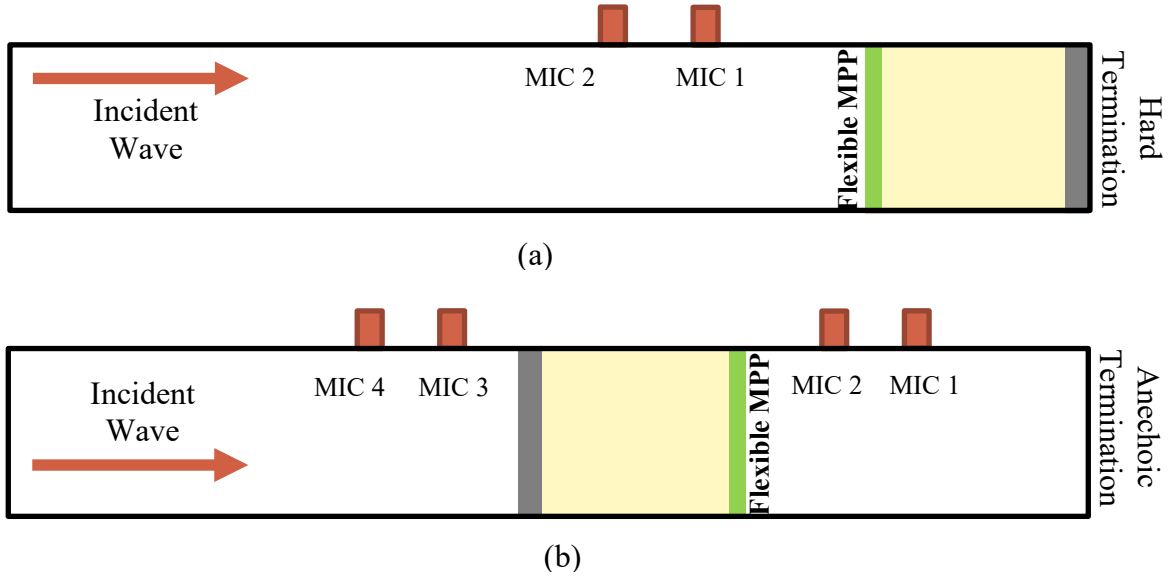 Incident
Wave
MIC 2
MIC 1
Flexible MPP
Hard
Termination
(a)
Incident
Wave
MIC 4
MIC 3
Flexible MPP
MIC 2
MIC 1
Anechoic
Termination
(b)